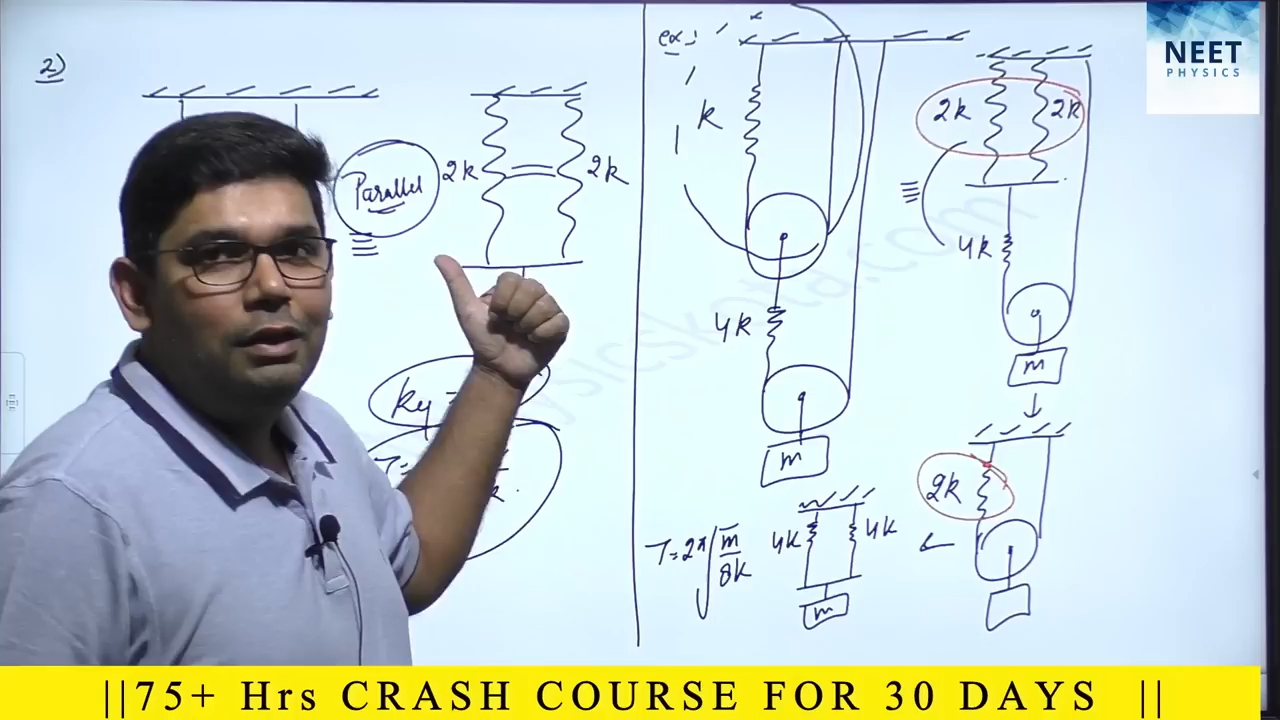 2)
Parallel
2k
2k
ex:
k
4k
m
2k
2k
4k
m
2k
T=2π√m/8k
4k
4k
m
NEET
PHYSICS
||75+ Hrs CRASH COURSE FOR 30 DAYS ||